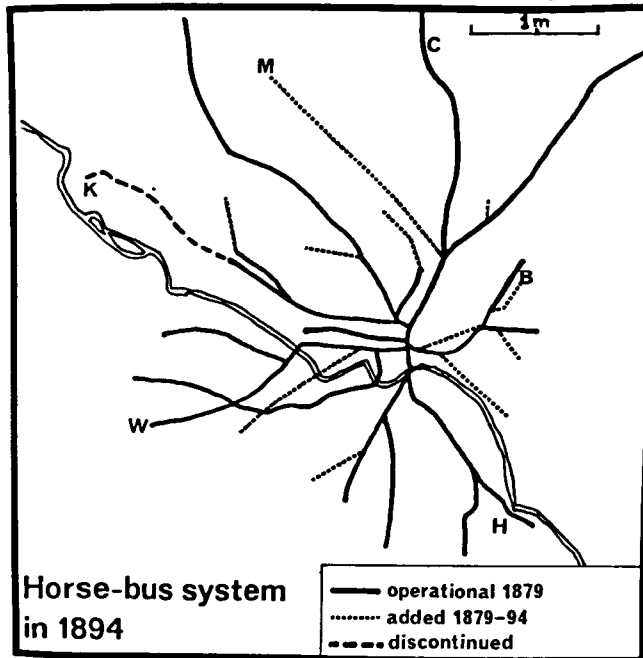 C
1m
M
K
B
W
H
Horse-bus system
in 1894
operational 1879
added 1879-94
discontinued